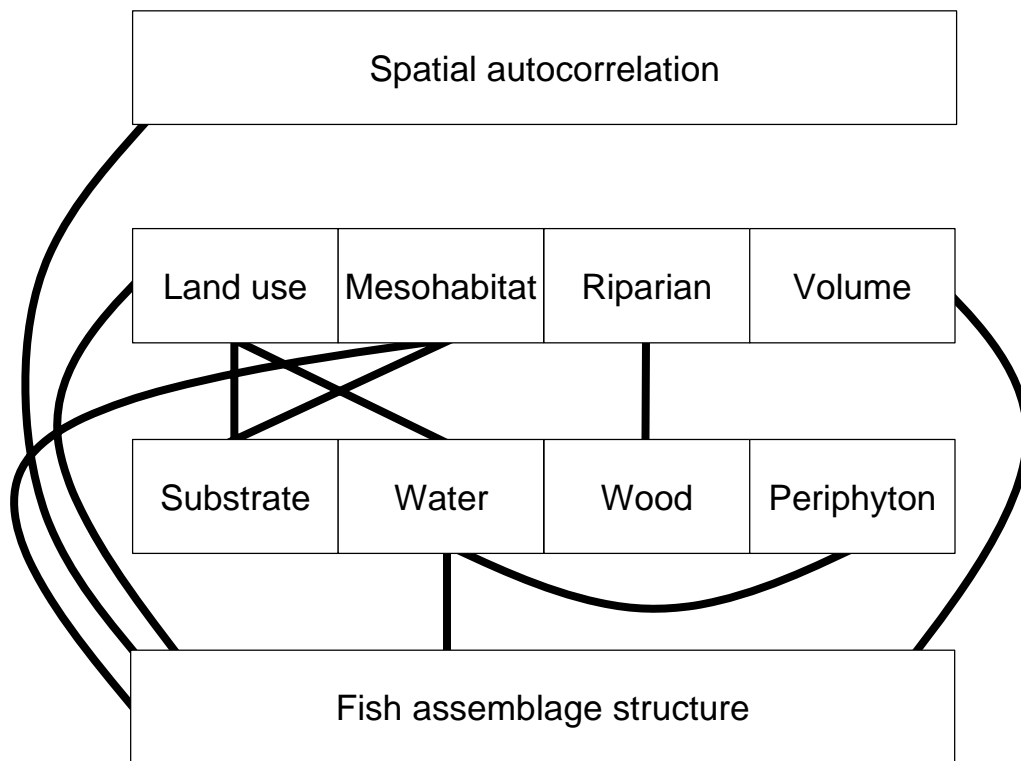 Spatial autocorrelation
Land use Mesohabitat Riparian Volume
Substrate Water Wood Periphyton
Fish assemblage structure